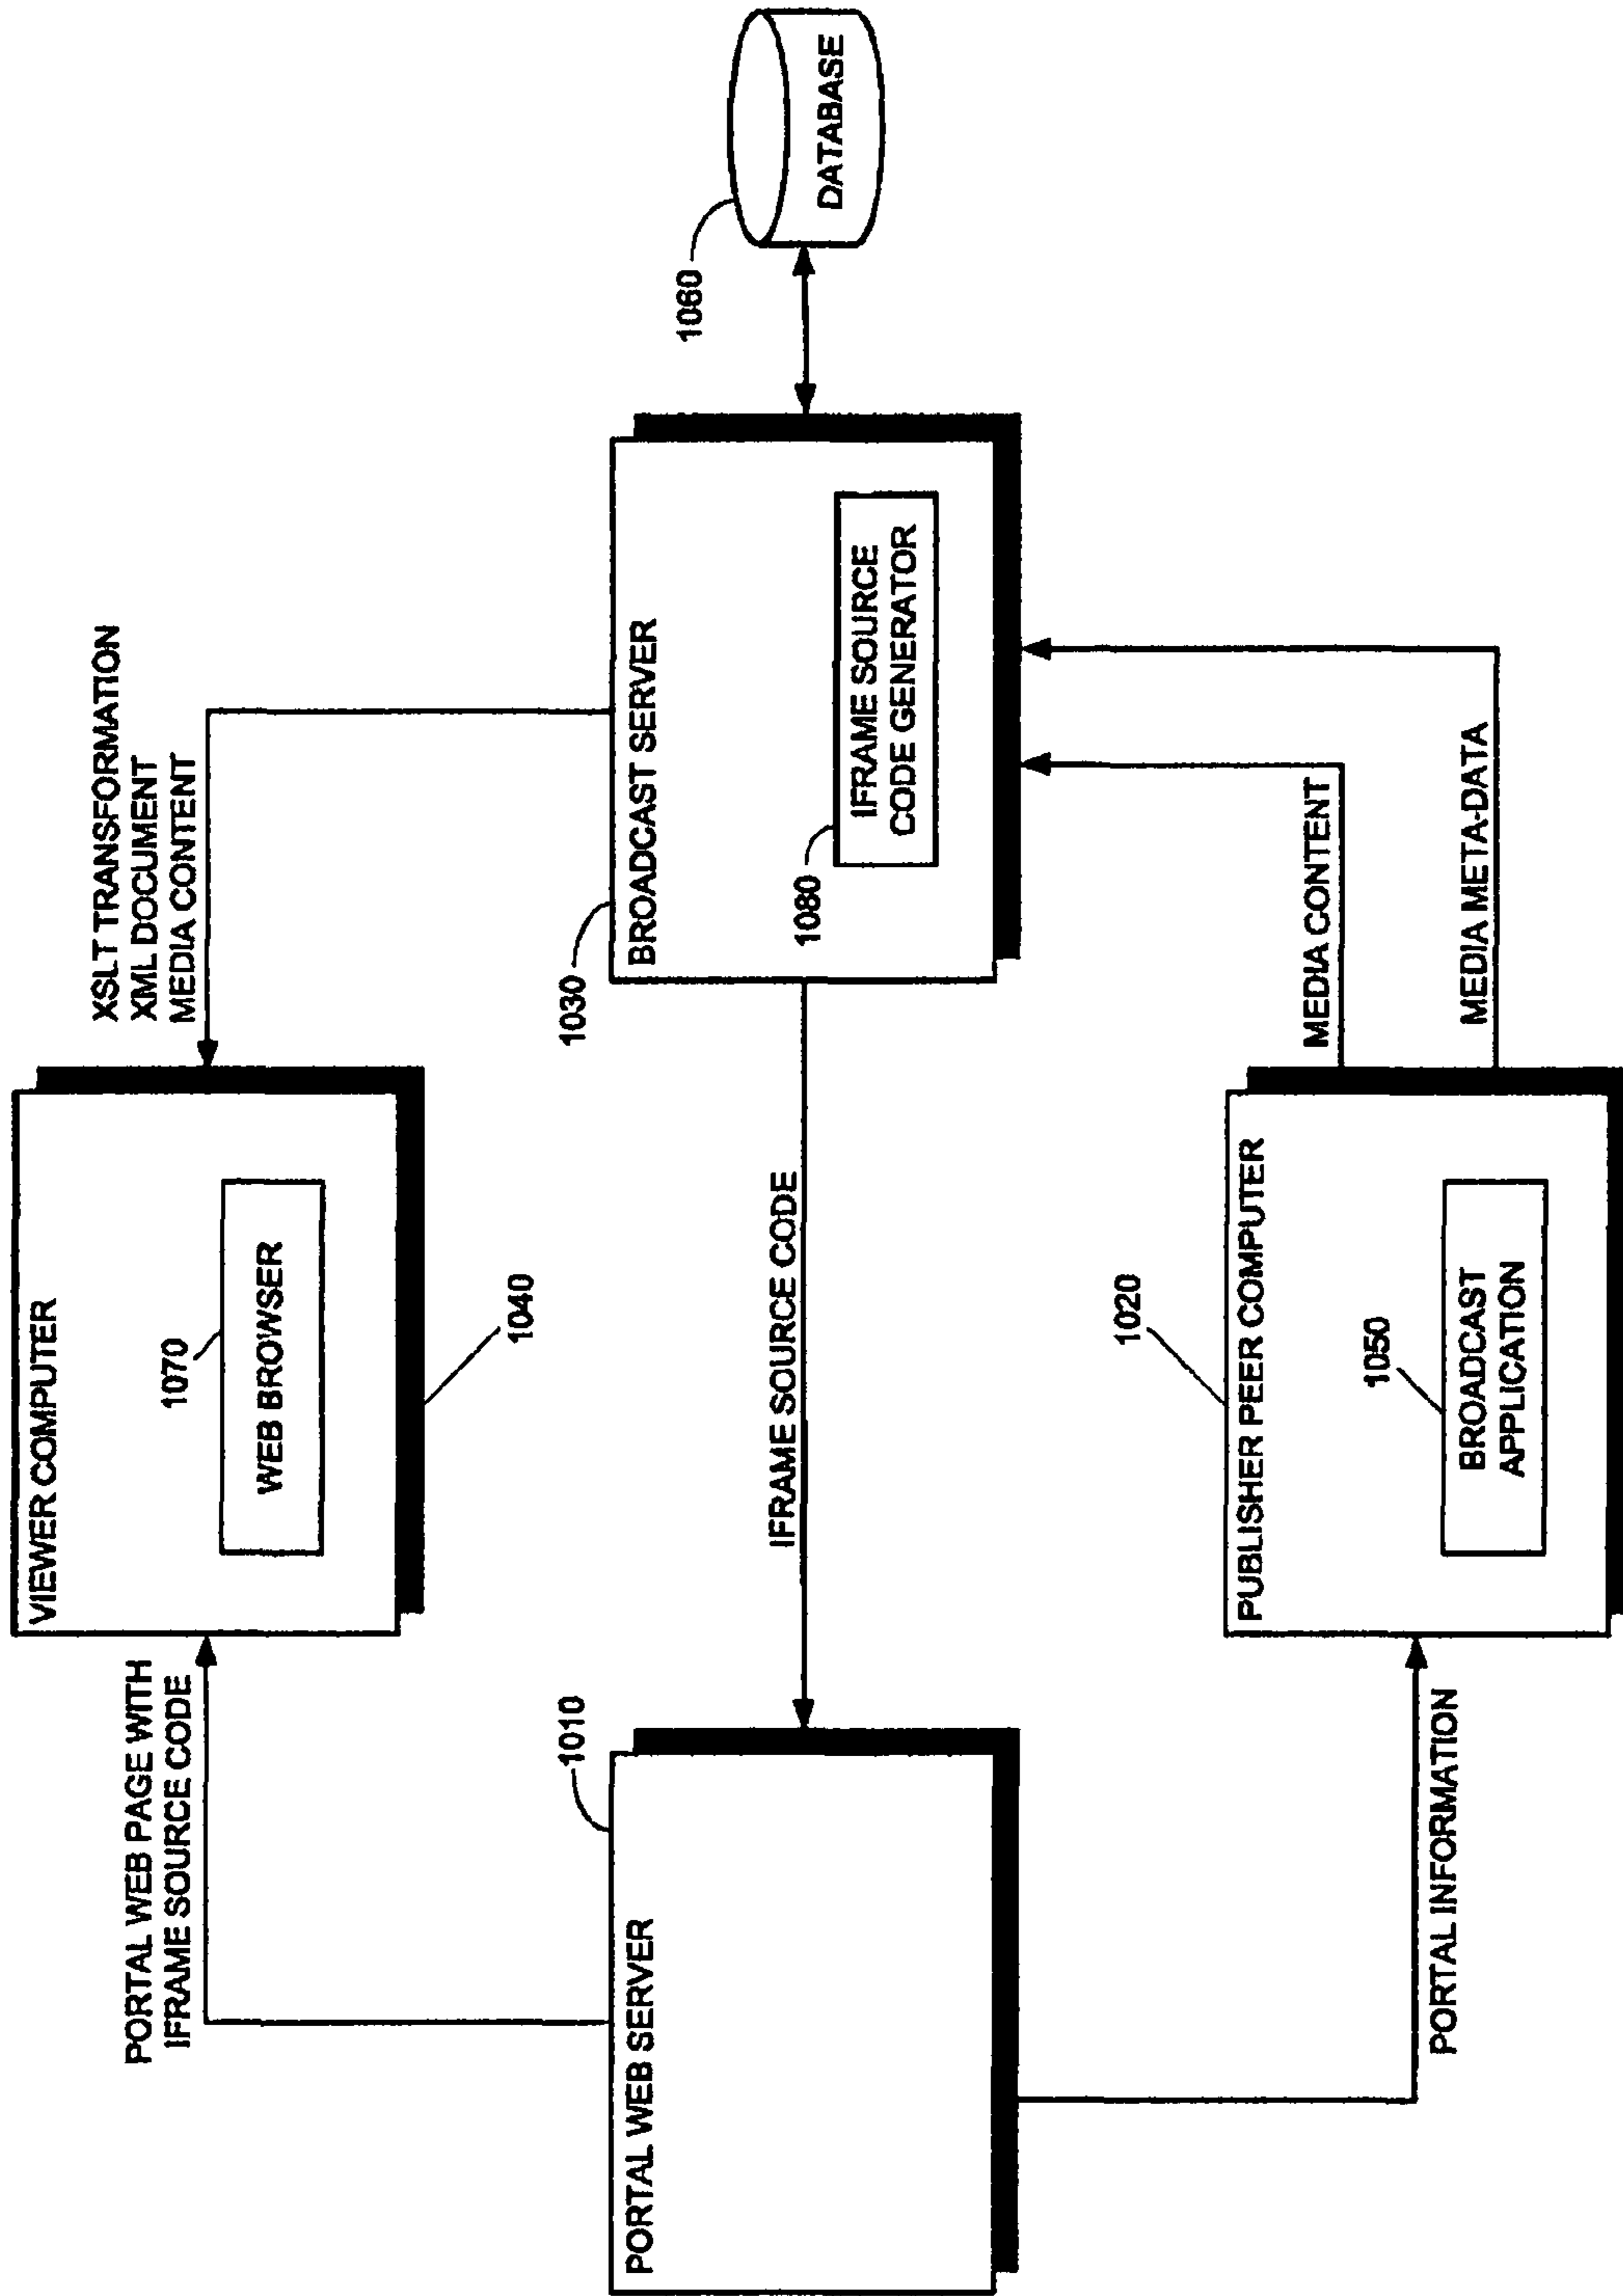 PORTAL WEB PAGE WITH
IFRAME SOURCE CODE
VIEWER COMPUTER
1070
WEB BROWSER
1040
XSLT TRANSFORMATION
XML DOCUMENT
MEDIA CONTENT
1010
PORTAL WEB SERVER
IFRAME SOURCE CODE
1030
BROADCAST SERVER
1080
IFRAME SOURCE
CODE GENERATOR
1060
DATABASE
1020
PUBLISHER PEER COMPUTER
1050
BROADCAST
APPLICATION
PORTAL INFORMATION
MEDIA CONTENT
MEDIA META-DATA